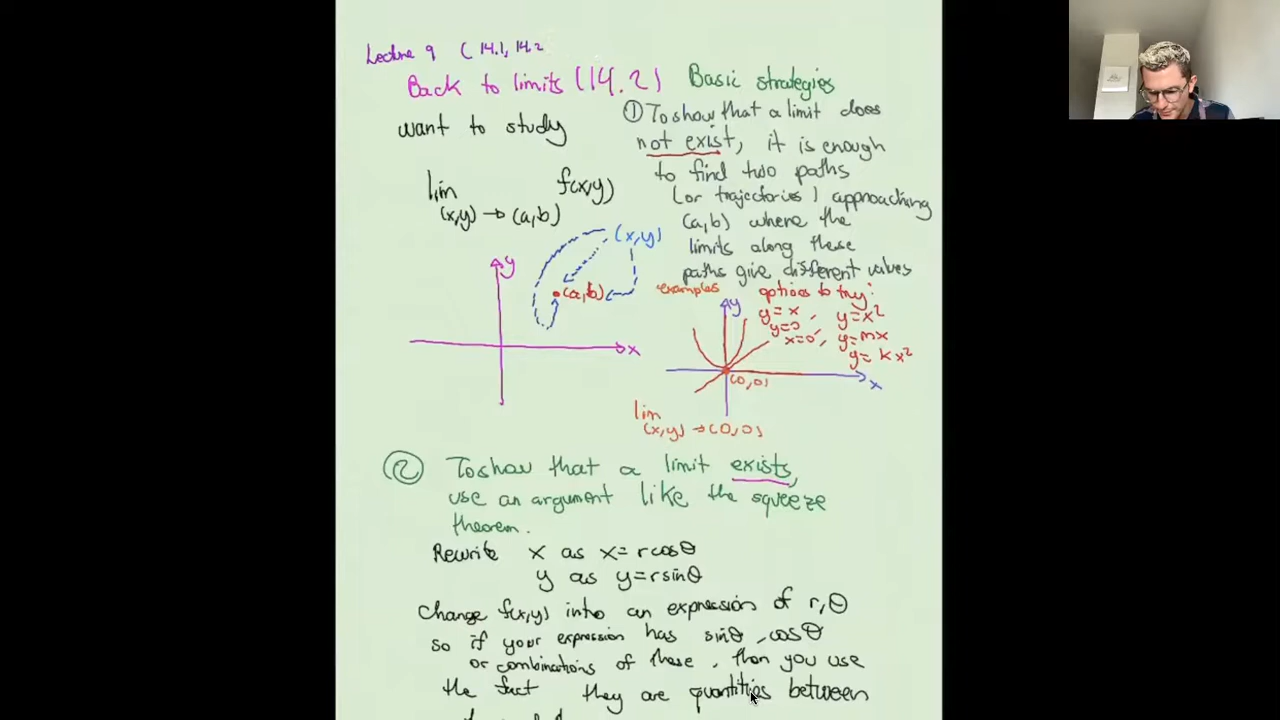 Lecture 9 (14.1, 14.2
Back to limits (14.2)
want to study
lim f(x,y)
(x,y) → (a,b)
(x,y)
(a,b)
y
x
Basic strategies
① To show that a limit does
not exist, it is enough
to find two paths
(or trajectories) approaching
(a,b) where the
limits along these
paths give different values
examples
options to try:
y=x, y=x²
y=0, x=0, y=mx
y=kx²
y
(0,0)
x
lim
(x,y) → (0,0)
② To show that a limit exists,
use an argument like the squeeze
theorem.
Rewrite x as x=rcosθ
y as y=rsinθ
Change f(x,y) into an expression of r,θ
so if your expression has sinθ, cosθ
or combinations of these, then you use
the fact they are quantities between